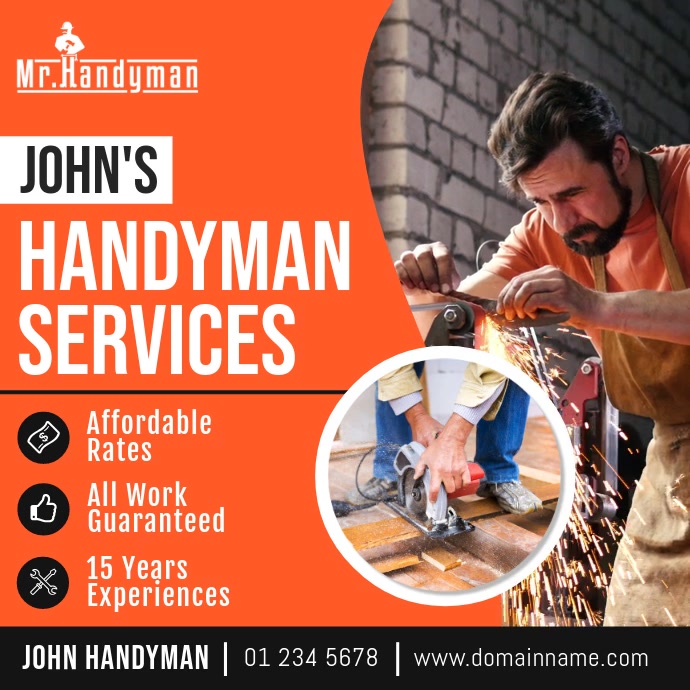 Mr.Handyman
JOHN'S
HANDYMAN
SERVICES
Affordable
Rates
All Work
Guaranteed
15 Years
Experiences
JOHN HANDYMAN | 01 234 5678 | www.domainname.com